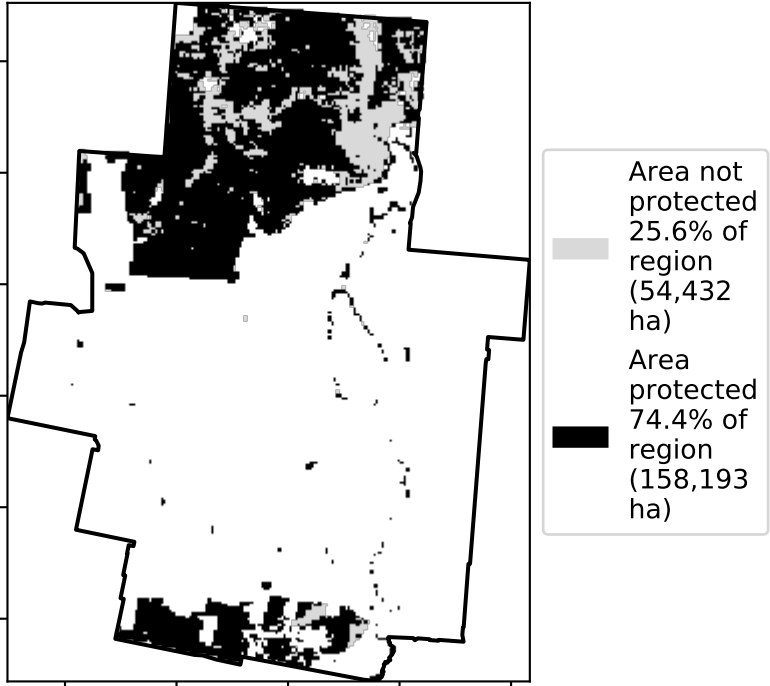 Area not
protected
25.6% of
region
(54,432
ha)
Area
protected
74.4% of
region
(158,193
ha)